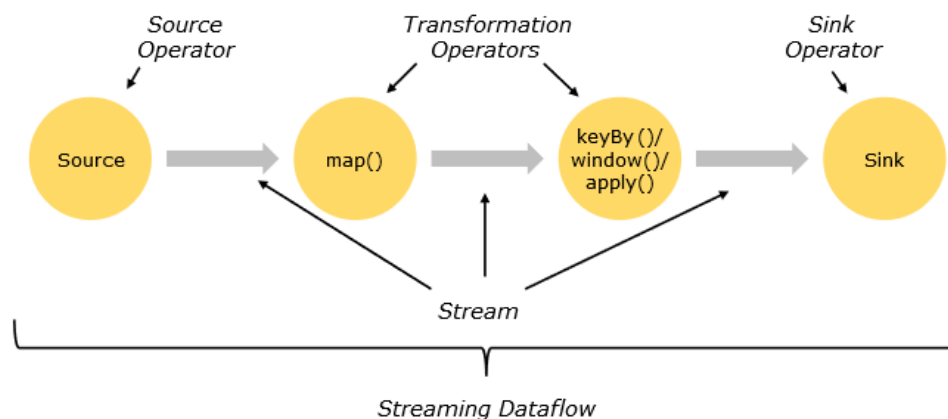 Source
Operator
Transformation
Operators
Sink
Operator
Source
map()
keyBy()/
window()/
apply()
Sink
Stream
Streaming Dataflow